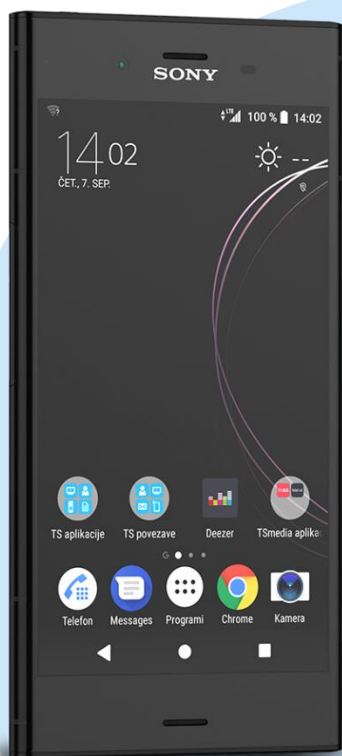 SONY
LTE 100 % 14:02
14 02
--
ČET., 7. SEP.
TS aplikacije TS povezave Deezer TSmedia aplika
G
Telefon Messages Programi Chrome Kamera